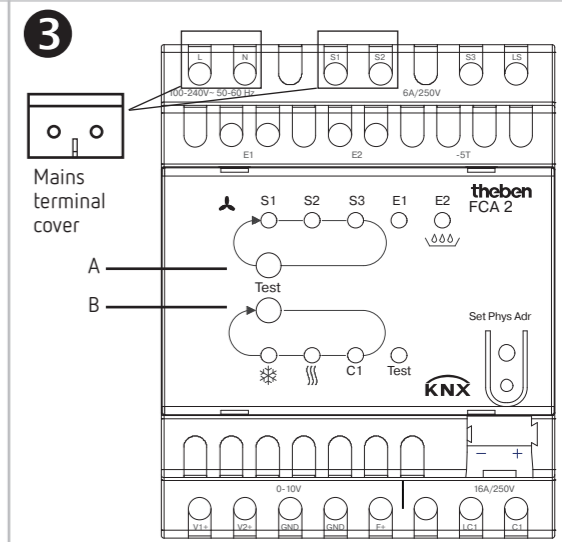 3
L N S1 S2 S3 LS
100-240V~ 50-60 Hz 6A/250V
E1 E2 -5T
Mains
terminal
cover
theben
FCA 2
S1 S2 S3 E1 E2
A
Test
B
Set Phys Adr
C1 Test
KNX
- +
0-10V 16A/250V
V1+ V2+ GND GND F+ LC1 C1